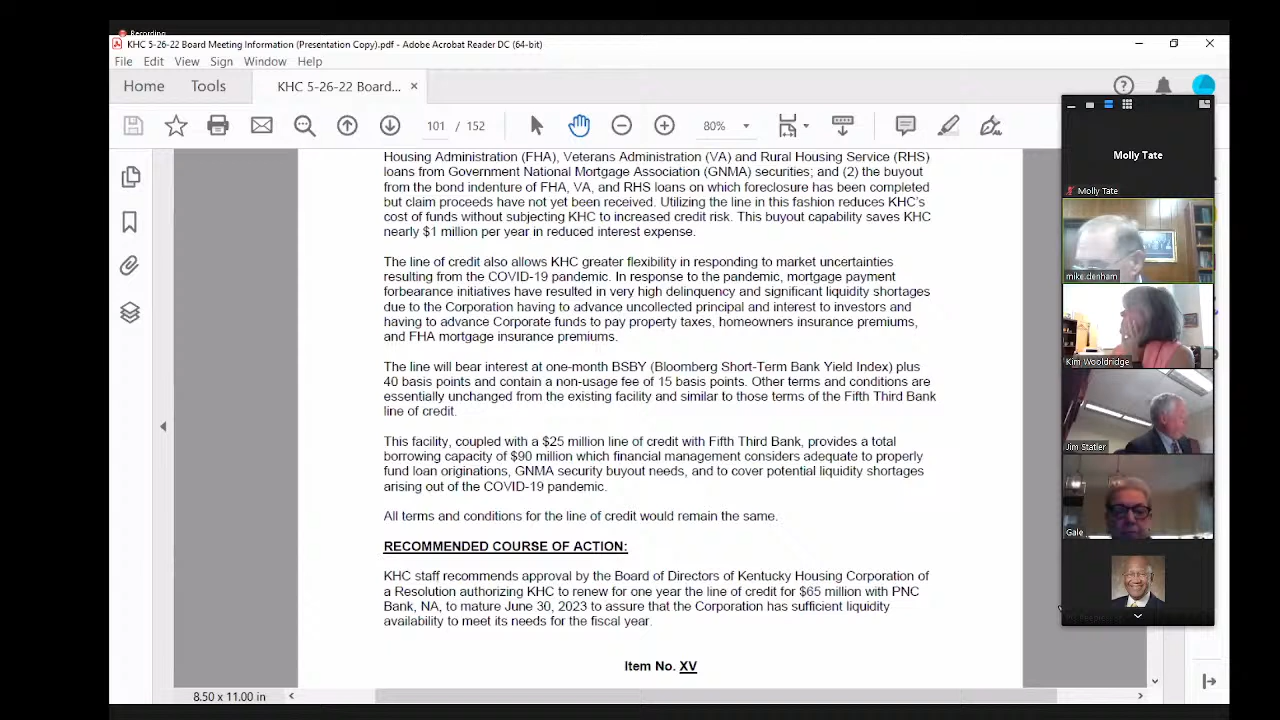 Recording
KHC 5-26-22 Board Meeting Information (Presentation Copy).pdf - Adobe Acrobat Reader DC (64-bit)
File Edit View Sign Window Help
Home Tools KHC 5-26-22 Board... ×
101 / 152 80%
Housing Administration (FHA), Veterans Administration (VA) and Rural Housing Service (RHS)
loans from Government National Mortgage Association (GNMA) securities; and (2) the buyout
from the bond indenture of FHA, VA, and RHS loans on which foreclosure has been completed
but claim proceeds have not yet been received. Utilizing the line in this fashion reduces KHC's
cost of funds without subjecting KHC to increased credit risk. This buyout capability saves KHC
nearly $1 million per year in reduced interest expense.
The line of credit also allows KHC greater flexibility in responding to market uncertainties
resulting from the COVID-19 pandemic. In response to the pandemic, mortgage payment
forbearance initiatives have resulted in very high delinquency and significant liquidity shortages
due to the Corporation having to advance uncollected principal and interest to investors and
having to advance Corporate funds to pay property taxes, homeowners insurance premiums,
and FHA mortgage insurance premiums.
The line will bear interest at one-month BSBY (Bloomberg Short-Term Bank Yield Index) plus
40 basis points and contain a non-usage fee of 15 basis points. Other terms and conditions are
essentially unchanged from the existing facility and similar to those terms of the Fifth Third Bank
line of credit.
This facility, coupled with a $25 million line of credit with Fifth Third Bank, provides a total
borrowing capacity of $90 million which financial management considers adequate to properly
fund loan originations, GNMA security buyout needs, and to cover potential liquidity shortages
arising out of the COVID-19 pandemic.
All terms and conditions for the line of credit would remain the same.
RECOMMENDED COURSE OF ACTION:
KHC staff recommends approval by the Board of Directors of Kentucky Housing Corporation of
a Resolution authorizing KHC to renew for one year the line of credit for $65 million with PNC
Bank, NA, to mature June 30, 2023 to assure that the Corporation has sufficient liquidity
availability to meet its needs for the fiscal year.
Item No. XV
8.50 x 11.00 in
Molly Tate
Molly Tate
mike denham
Kim Wooldridge
Jim Statler
Gale